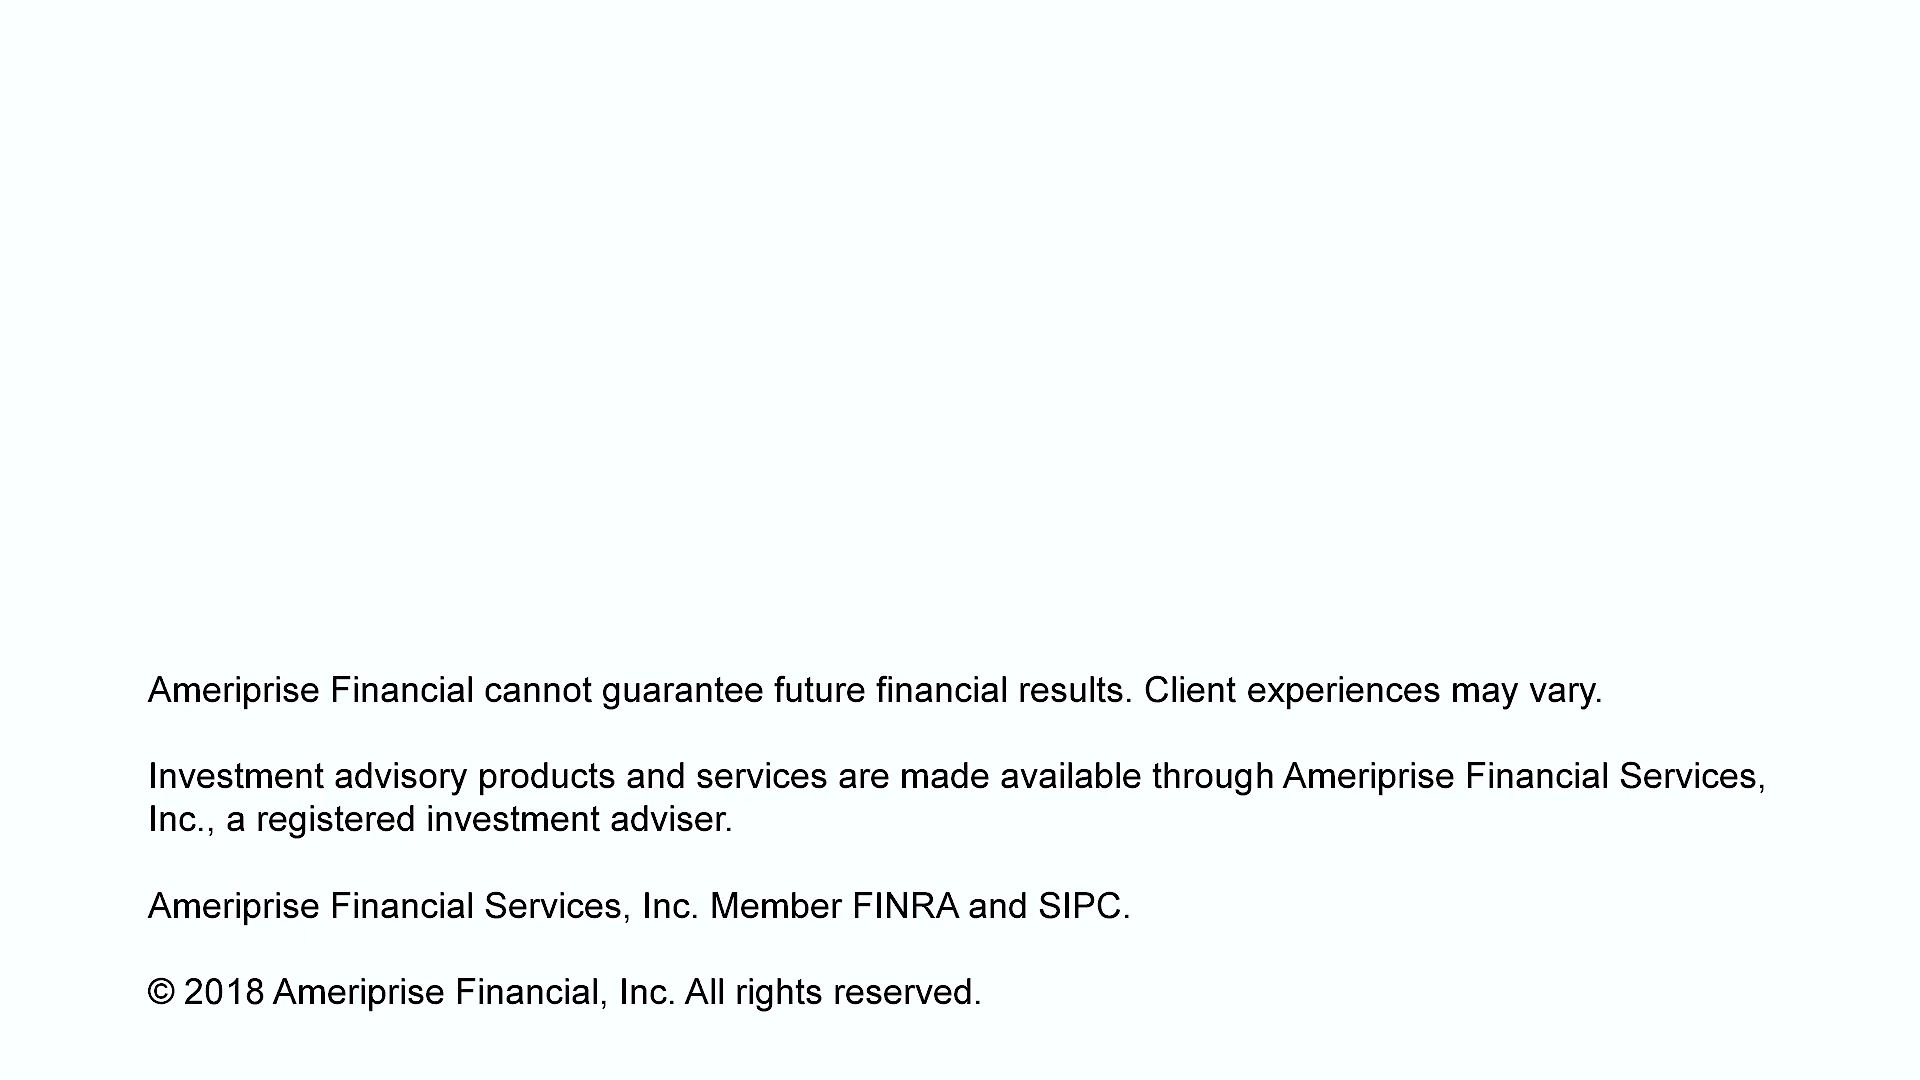 Ameriprise Financial cannot guarantee future financial results. Client experiences may vary.
Investment advisory products and services are made available through Ameriprise Financial Services,
Inc., a registered investment adviser.
Ameriprise Financial Services, Inc. Member FINRA and SIPC.
© 2018 Ameriprise Financial, Inc. All rights reserved.